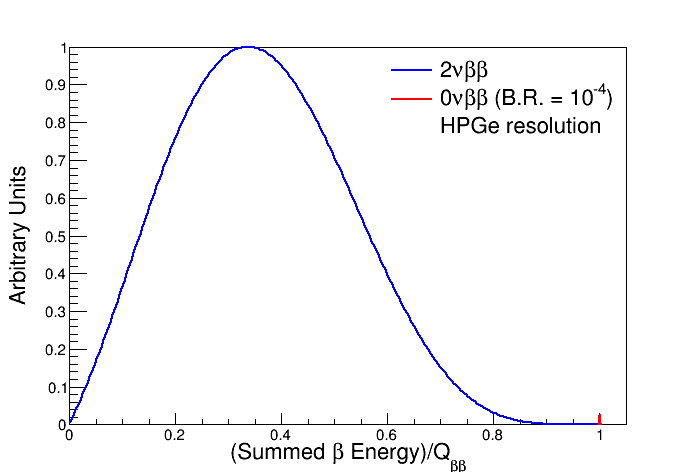 2νββ
0νββ (B.R. = 10⁻⁴)
HPGe resolution
Arbitrary Units
1
0.9
0.8
0.7
0.6
0.5
0.4
0.3
0.2
0.1
0
0 0.2 0.4 0.6 0.8 1
(Summed β Energy)/Q_ββ